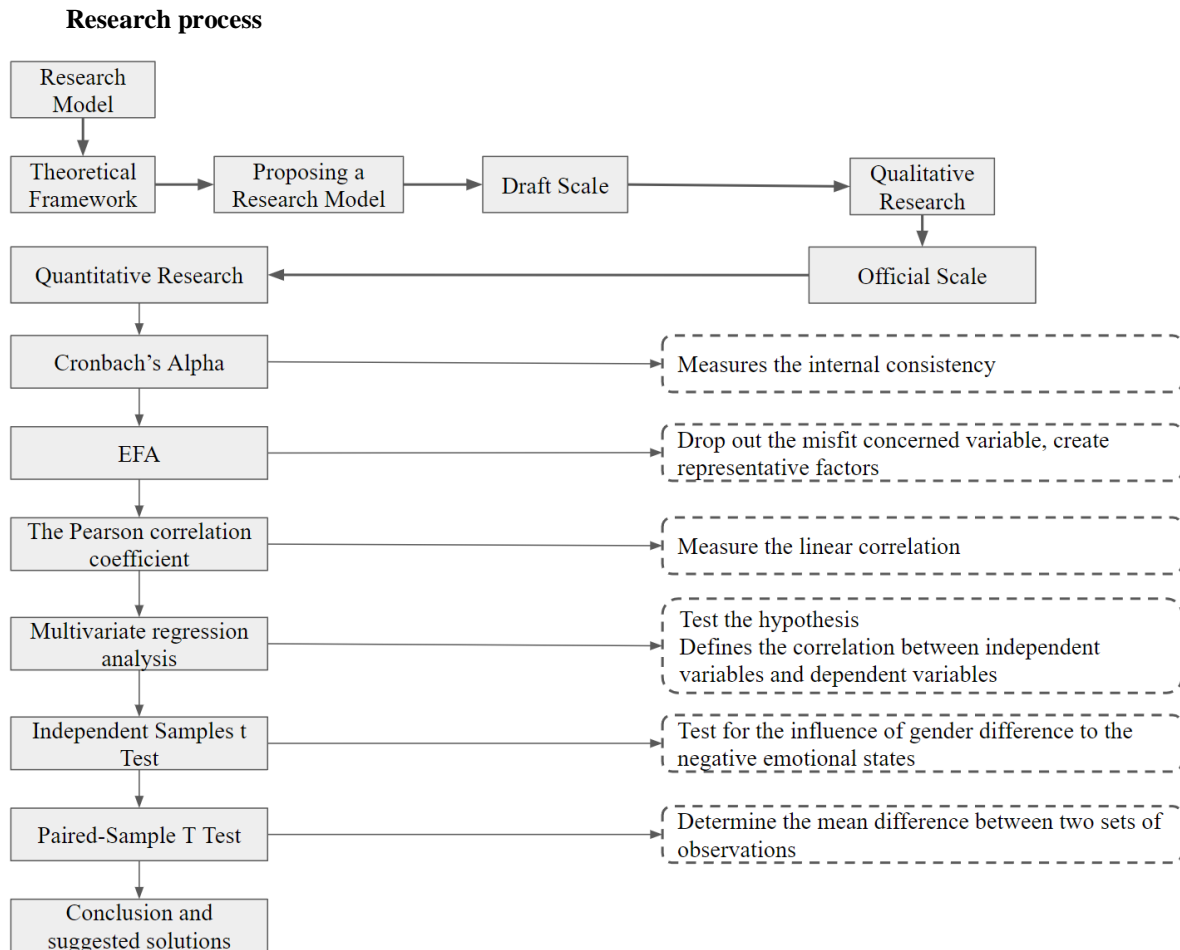 Research process
Research
Model
Theoretical
Framework
Proposing a
Research Model
Draft Scale
Qualitative
Research
Quantitative Research
Official Scale
Cronbach’s Alpha
Measures the internal consistency
EFA
Drop out the misfit concerned variable, create
representative factors
The Pearson correlation
coefficient
Measure the linear correlation
Multivariate regression
analysis
Test the hypothesis
Defines the correlation between independent
variables and dependent variables
Independent Samples t
Test
Test for the influence of gender difference to the
negative emotional states
Paired-Sample T Test
Determine the mean difference between two sets of
observations
Conclusion and
suggested solutions